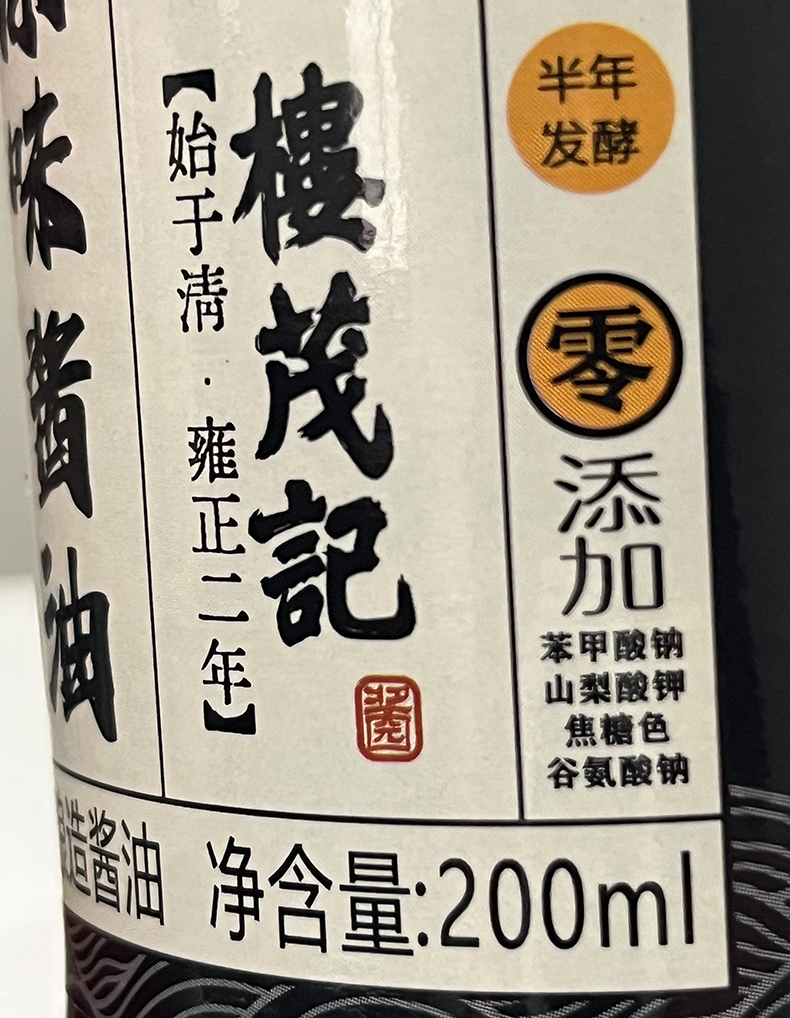 半年
发酵
零
添
加
苯甲酸钠
山梨酸钾
焦糖色
谷氨酸钠
樓茂記
【始于清·雍正二年】
味酱油
造酱油 净含量:200ml